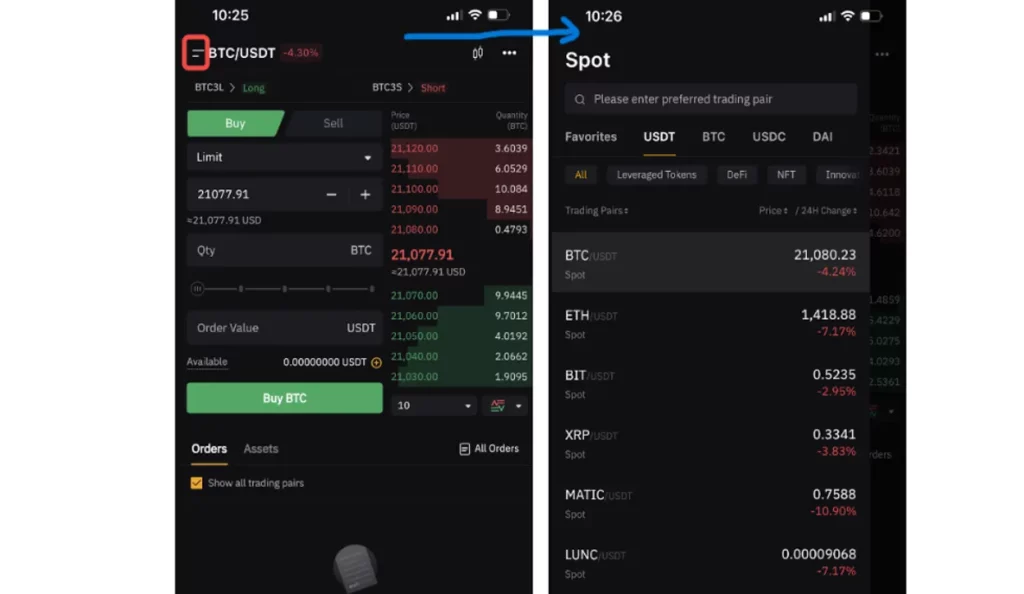 10:25
BTC/USDT -4.30%
BTC3L > Long
BTC3S > Short
Buy Sell
Limit
21077.91 − +
≈21,077.91 USD
Qty BTC
Order Value USDT
Available 0.00000000 USDT
Buy BTC
Price (USDT) Quantity (BTC)
21,120.00 3.6039
21,110.00 6.0529
21,100.00 10.084
21,090.00 8.9451
21,080.00 0.4793
21,077.91
≈21,077.91 USD
21,070.00 9.9445
21,060.00 9.7012
21,050.00 4.0192
21,040.00 2.0662
21,030.00 1.9095
10
Orders Assets All Orders
Show all trading pairs
10:26
Spot
Please enter preferred trading pair
Favorites USDT BTC USDC DAI
All Leveraged Tokens DeFi NFT Innova
Trading Pairs Price / 24H Change
BTC/USDT 21,080.23
Spot -4.24%
ETH/USDT 1,418.88
Spot -7.17%
BIT/USDT 0.5235
Spot -2.95%
XRP/USDT 0.3341
Spot -3.83%
MATIC/USDT 0.7588
Spot -10.90%
LUNC/USDT 0.00009068
Spot -7.17%